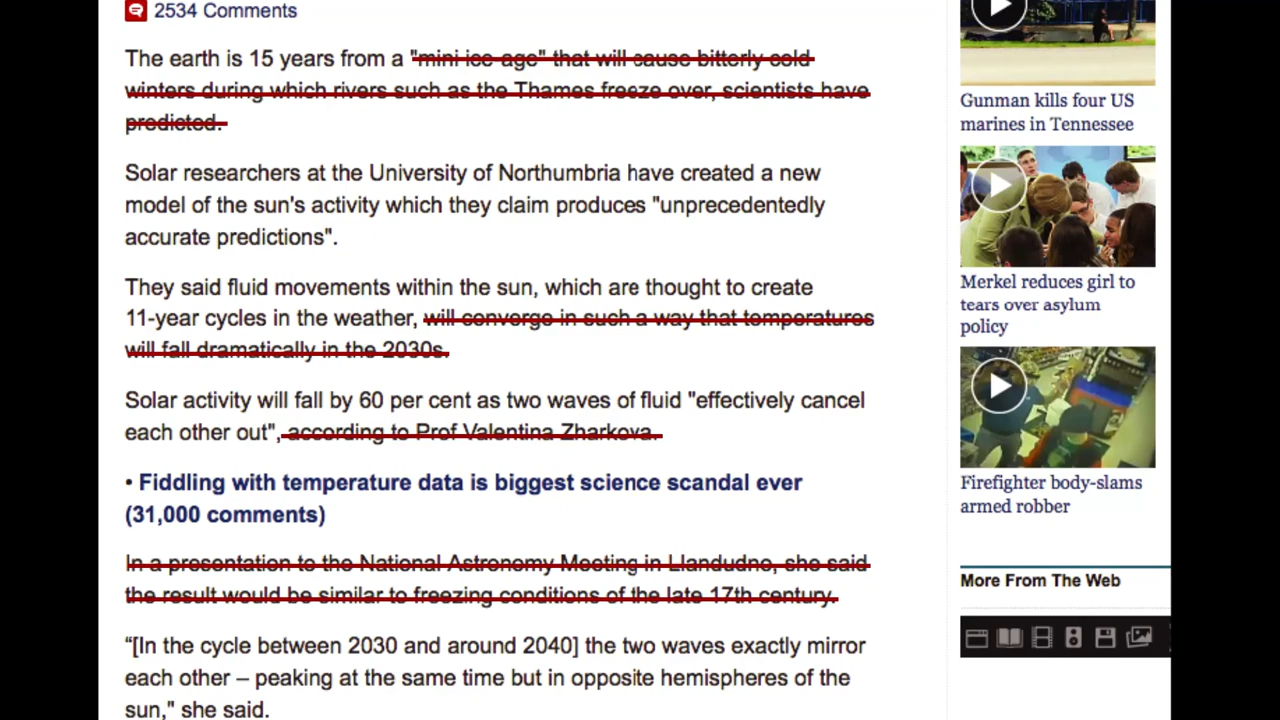 2534 Comments
The earth is 15 years from a "mini ice-age" that will cause bitterly cold
winters during which rivers such as the Thames freeze over, scientists have
predicted.
Solar researchers at the University of Northumbria have created a new
model of the sun's activity which they claim produces "unprecedentedly
accurate predictions".
They said fluid movements within the sun, which are thought to create
11-year cycles in the weather, will converge in such a way that temperatures
will fall dramatically in the 2030s.
Solar activity will fall by 60 per cent as two waves of fluid "effectively cancel
each other out", according to Prof Valentina Zharkova.
• Fiddling with temperature data is biggest science scandal ever
(31,000 comments)
In a presentation to the National Astronomy Meeting in Llandudno, she said
the result would be similar to freezing conditions of the late 17th century.
“[In the cycle between 2030 and around 2040] the two waves exactly mirror
each other – peaking at the same time but in opposite hemispheres of the
sun," she said.
Gunman kills four US
marines in Tennessee
Merkel reduces girl to
tears over asylum
policy
Firefighter body-slams
armed robber
More From The Web